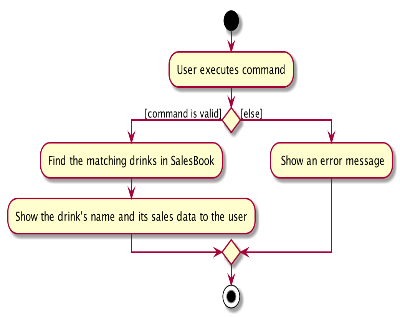 User executes command
[command is valid]
[else]
Find the matching drinks in SalesBook
Show an error message
Show the drink's name and its sales data to the user